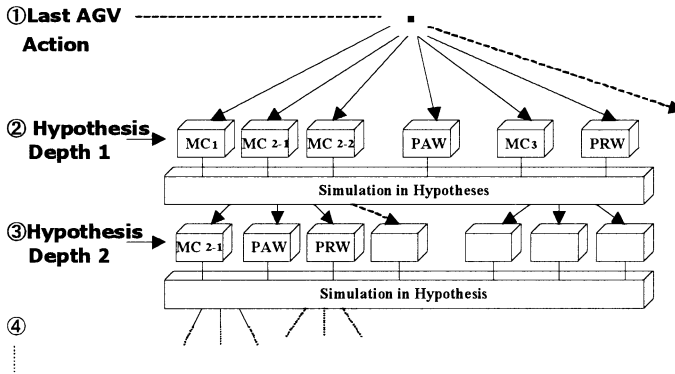 ①Last AGV
Action
② Hypothesis
Depth 1
MC1 MC 2-1 MC 2-2 PAW MC3 PRW
Simulation in Hypotheses
③Hypothesis
Depth 2
MC 2-1 PAW PRW
Simulation in Hypothesis
④